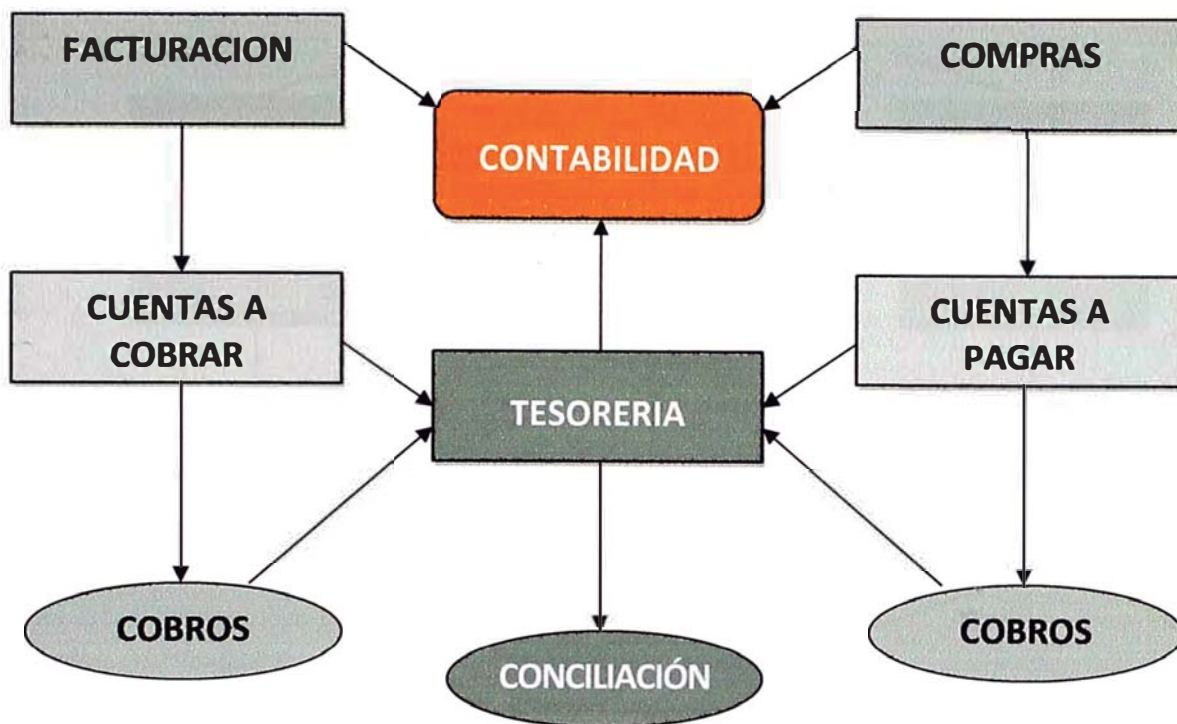 FACTURACION
COMPRAS
CONTABILIDAD
CUENTAS A
COBRAR
CUENTAS A
PAGAR
TESORERIA
COBROS
COBROS
CONCILIACIÓN